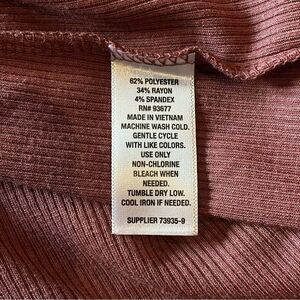 62% POLYESTER
34% RAYON
4% SPANDEX
RN# 93677
MADE IN VIETNAM
MACHINE WASH COLD.
GENTLE CYCLE
WITH LIKE COLORS.
USE ONLY
NON-CHLORINE
BLEACH WHEN
NEEDED.
TUMBLE DRY LOW.
COOL IRON IF NEEDED.
SUPPLIER 73935-9